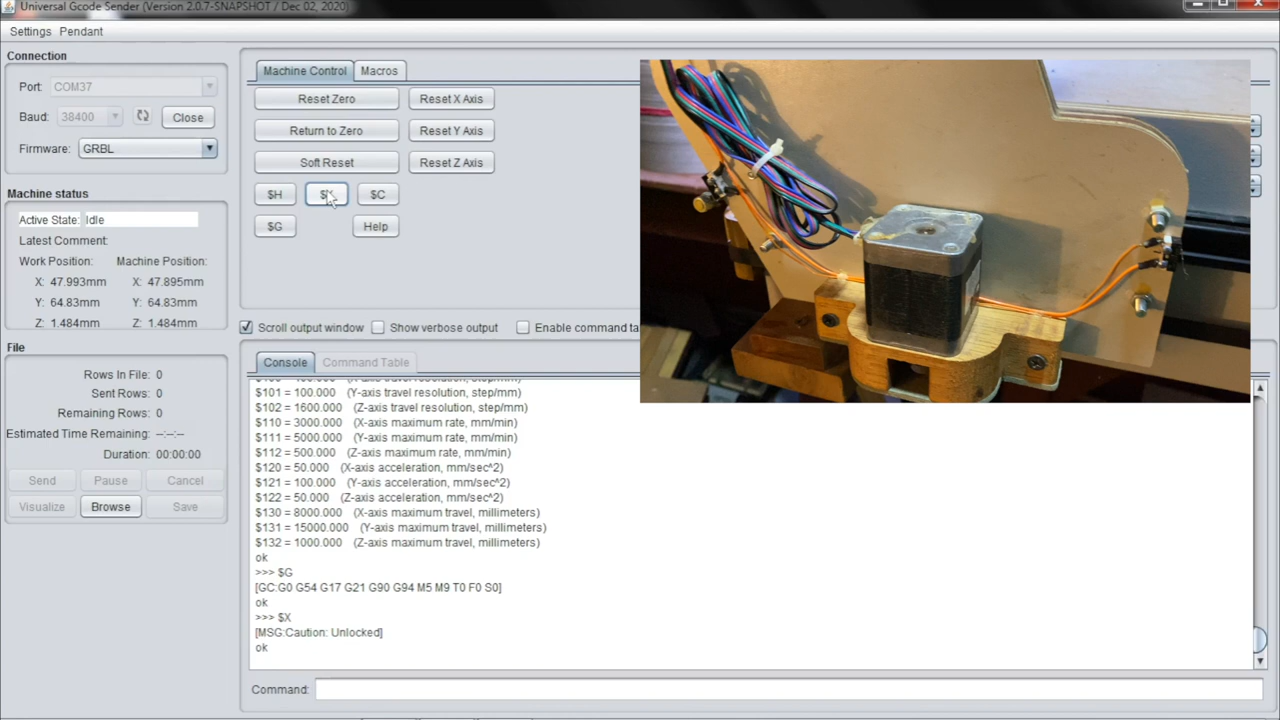 Universal Gcode Sender (Version 2.0.7-SNAPSHOT / Dec 02, 2020)
Settings Pendant
Connection
Port: COM37
Baud: 38400 Close
Firmware: GRBL
Machine status
Active State: Idle
Latest Comment:
Work Position: Machine Position:
X: 47.993mm X: 47.895mm
Y: 64.83mm Y: 64.83mm
Z: 1.484mm Z: 1.484mm
File
Rows In File: 0
Sent Rows: 0
Remaining Rows: 0
Estimated Time Remaining: --:--:--
Duration: 00:00:00
Send Pause Cancel
Visualize Browse Save
Machine Control Macros
Reset Zero Reset X Axis
Return to Zero Reset Y Axis
Soft Reset Reset Z Axis
$H $C
$G Help
Scroll output window Show verbose output Enable command ta
Console Command Table
$101 = 100.000 (Y-axis travel resolution, step/mm)
$102 = 1600.000 (Z-axis travel resolution, step/mm)
$110 = 3000.000 (X-axis maximum rate, mm/min)
$111 = 5000.000 (Y-axis maximum rate, mm/min)
$112 = 500.000 (Z-axis maximum rate, mm/min)
$120 = 50.000 (X-axis acceleration, mm/sec^2)
$121 = 100.000 (Y-axis acceleration, mm/sec^2)
$122 = 50.000 (Z-axis acceleration, mm/sec^2)
$130 = 8000.000 (X-axis maximum travel, millimeters)
$131 = 15000.000 (Y-axis maximum travel, millimeters)
$132 = 1000.000 (Z-axis maximum travel, millimeters)
ok
>>> $G
[GC:G0 G54 G17 G21 G90 G94 M5 M9 T0 F0 S0]
ok
>>> $X
[MSG:Caution: Unlocked]
ok
Command: